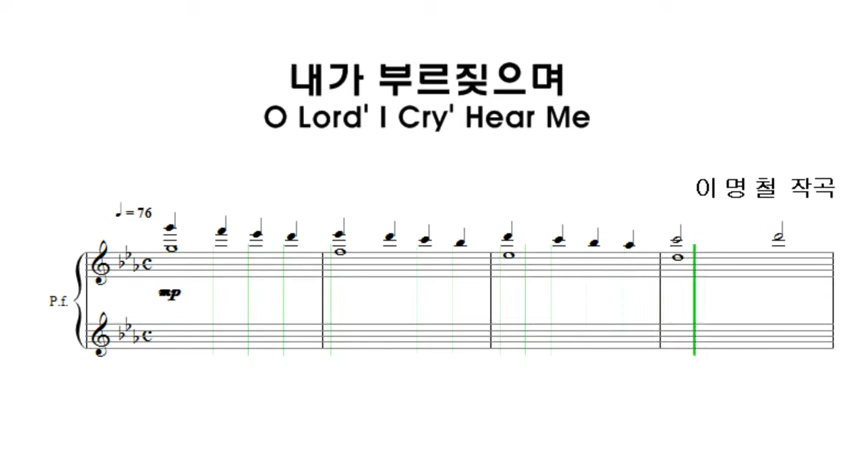 내가 부르짖으며
O Lord' I Cry' Hear Me
이 명 철 작곡
♩ = 76
P.f.
mp